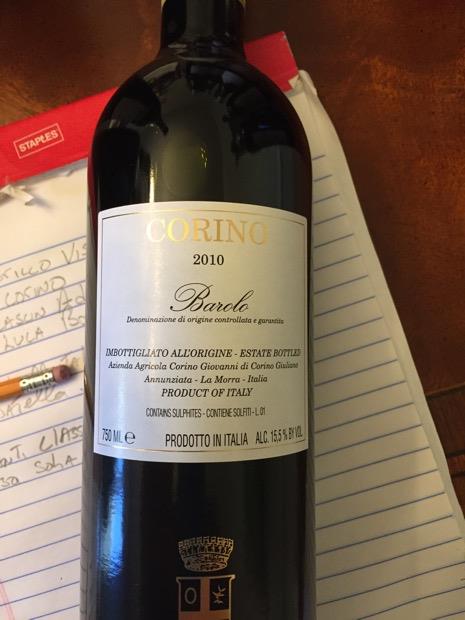 STAPLES
CORINO
2010
Barolo
Denominazione di origine controllata e garantita
IMBOTTIGLIATO ALL'ORIGINE - ESTATE BOTTLED
Azienda Agricola Corino Giovanni di Corino Giuliano
Annunziata - La Morra - Italia
PRODUCT OF ITALY
CONTAINS SULPHITES - CONTIENE SOLFITI - L. 01
750 ML e PRODOTTO IN ITALIA ALC. 15,5 % BY VOL
LUCA
CLASS